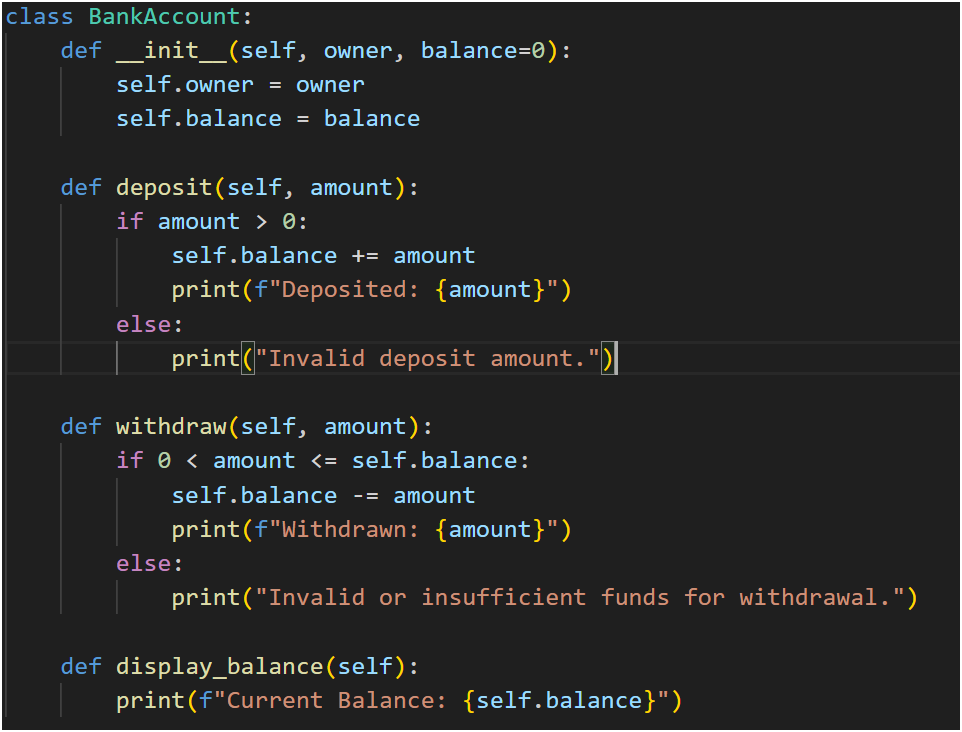 class BankAccount:
    def __init__(self, owner, balance=0):
        self.owner = owner
        self.balance = balance

    def deposit(self, amount):
        if amount > 0:
            self.balance += amount
            print(f"Deposited: {amount}")
        else:
            print("Invalid deposit amount.")

    def withdraw(self, amount):
        if 0 < amount <= self.balance:
            self.balance -= amount
            print(f"Withdrawn: {amount}")
        else:
            print("Invalid or insufficient funds for withdrawal.")

    def display_balance(self):
        print(f"Current Balance: {self.balance}")